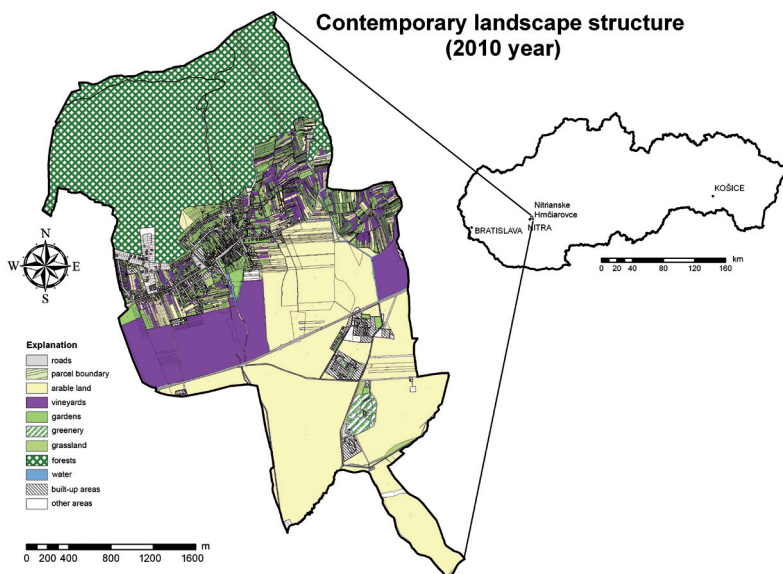 Contemporary landscape structure
(2010 year)
KOŠICE
Nitrianske
Hrnčiarovce
BRATISLAVA
NITRA
N
W
E
S
km
0 20 40 80 120 160
Explanation
roads
parcel boundary
arable land
vineyards
gardens
greenery
grassland
forests
water
built-up areas
other areas
m
0 200 400 800 1200 1600